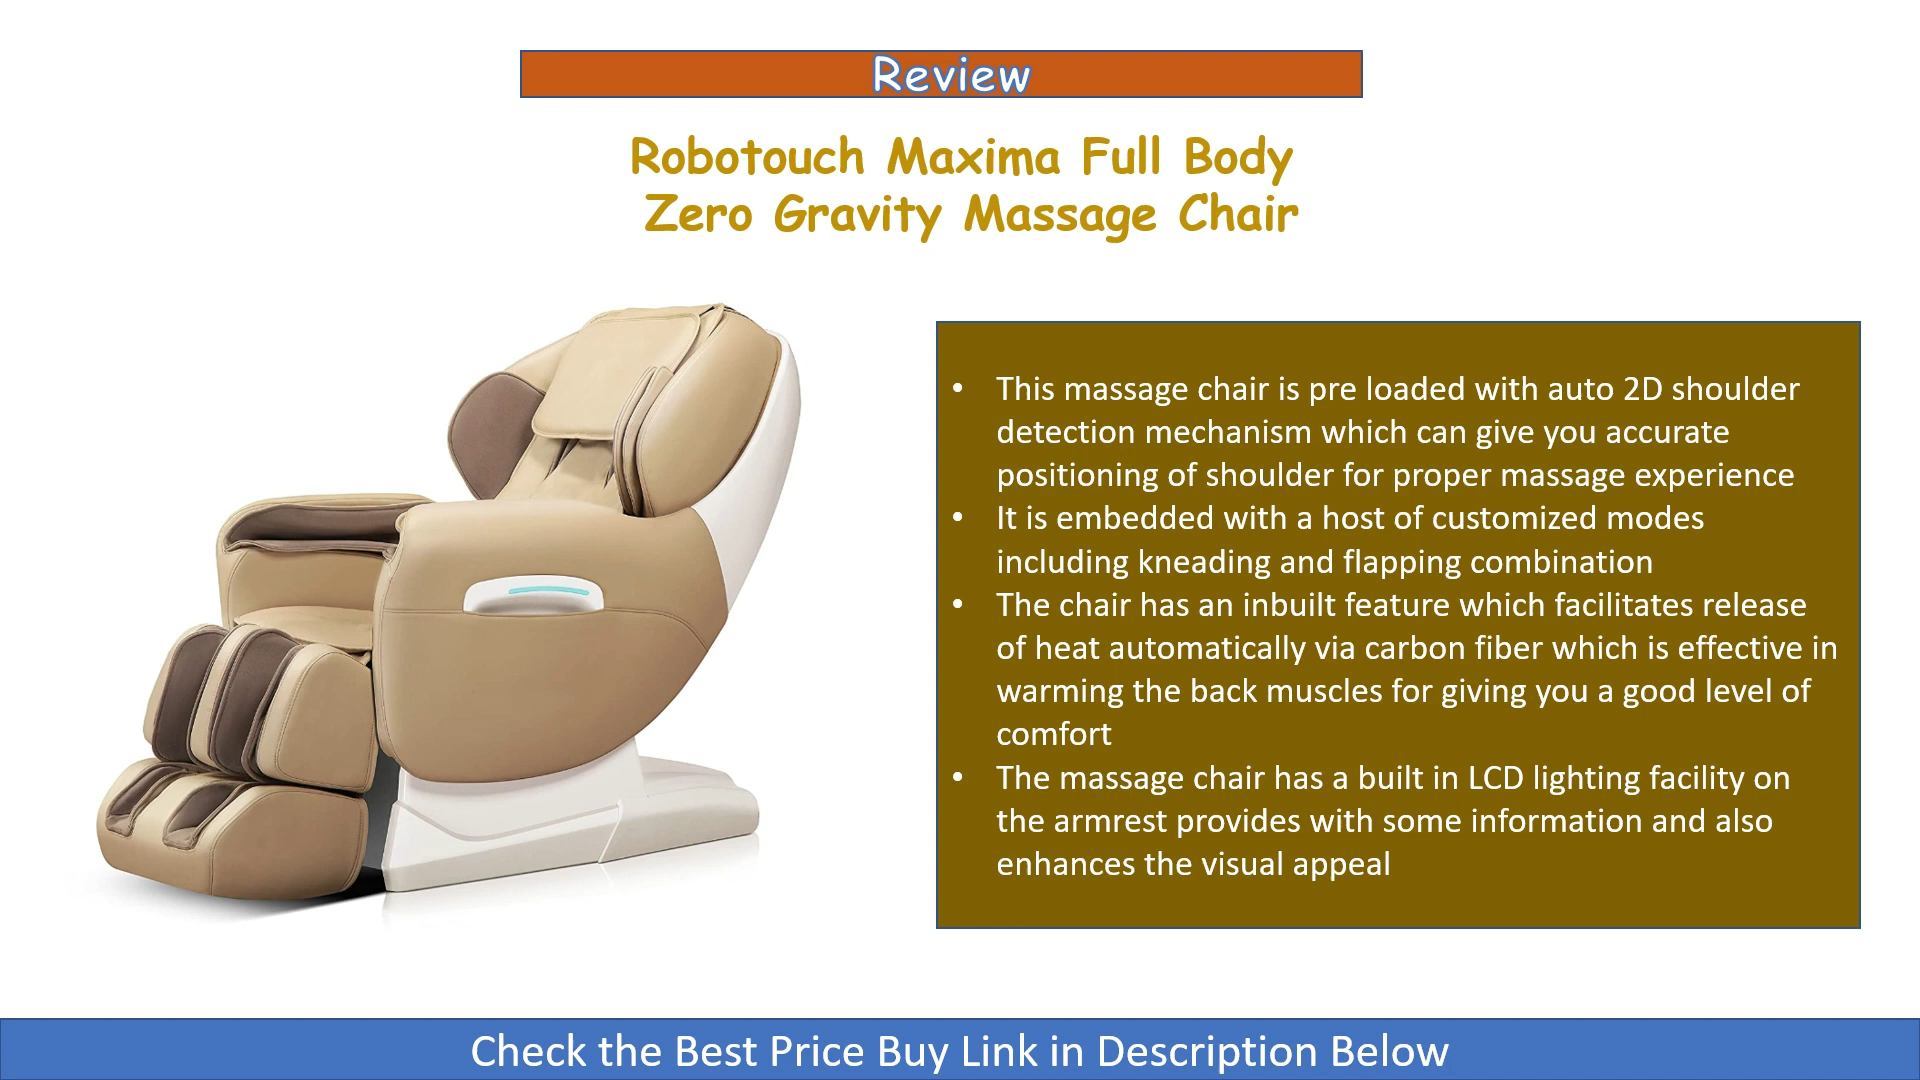 Review
Robotouch Maxima Full Body
Zero Gravity Massage Chair
• This massage chair is pre loaded with auto 2D shoulder
detection mechanism which can give you accurate
positioning of shoulder for proper massage experience
• It is embedded with a host of customized modes
including kneading and flapping combination
• The chair has an inbuilt feature which facilitates release
of heat automatically via carbon fiber which is effective in
warming the back muscles for giving you a good level of
comfort
• The massage chair has a built in LCD lighting facility on
the armrest provides with some information and also
enhances the visual appeal
Check the Best Price Buy Link in Description Below